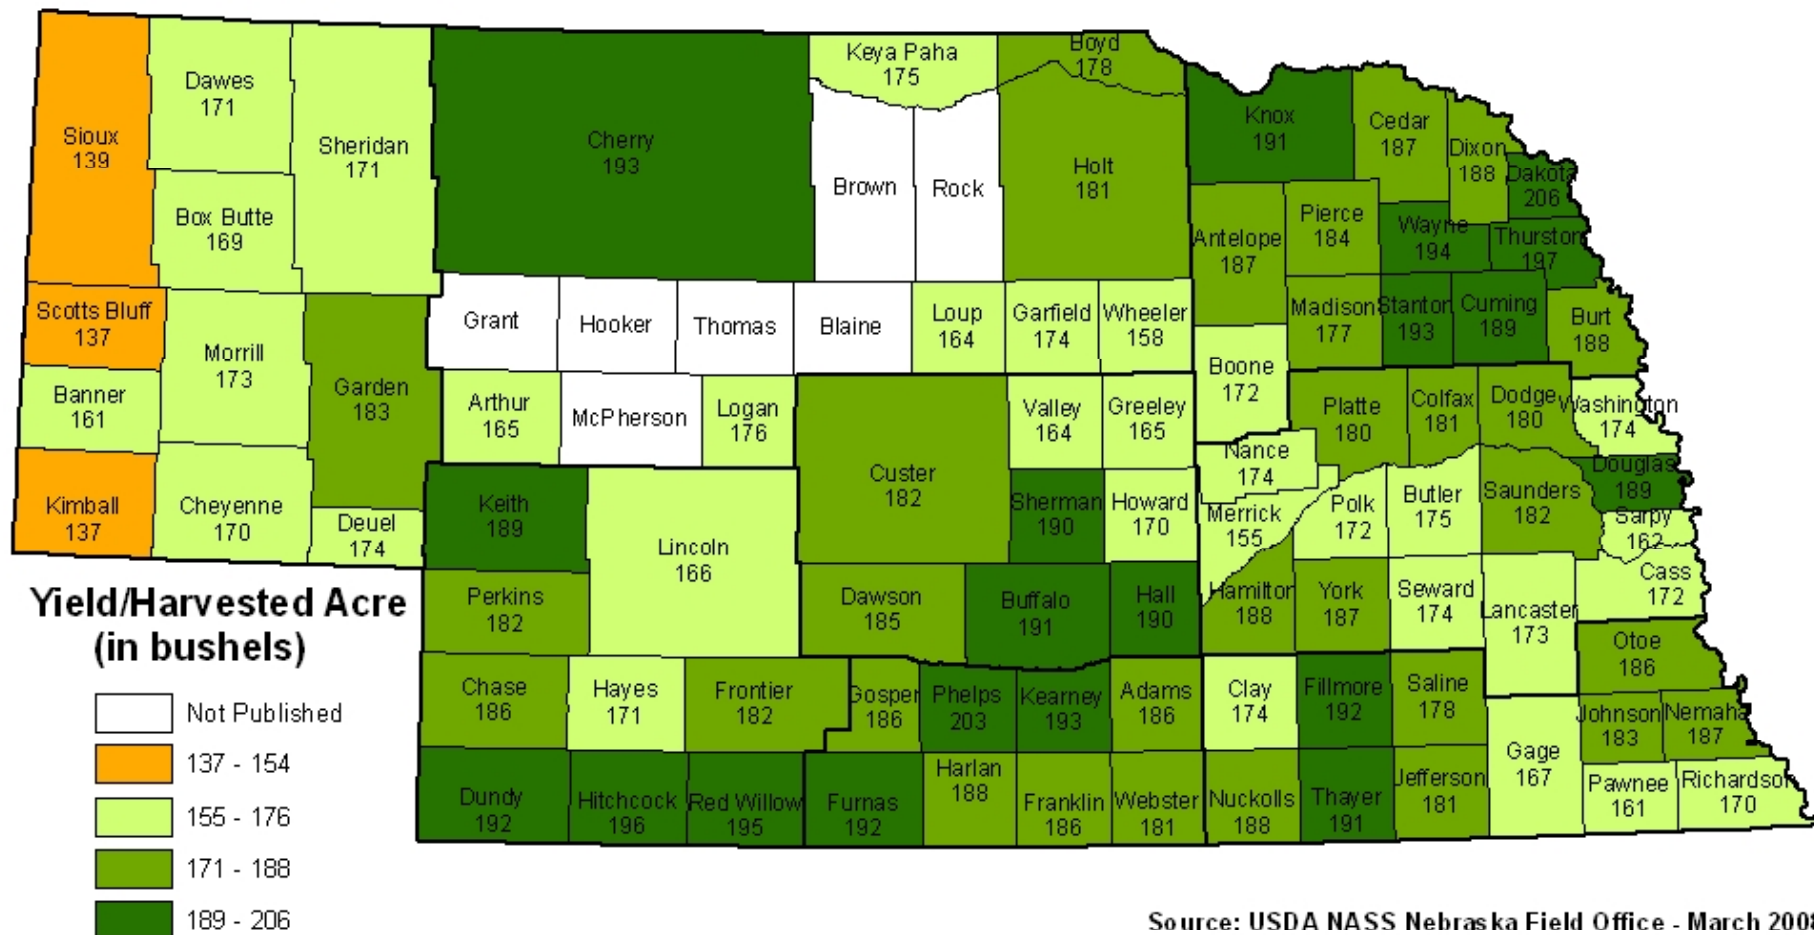 Sioux
139
Dawes
171
Sheridan
171
Box Butte
169
Cherry
193
Keya Paha
175
Boyd
178
Brown
Rock
Holt
181
Knox
191
Cedar
187
Dixon
188
Dakota
206
Antelope
187
Pierce
184
Wayne
194
Thurston
197
Scotts Bluff
137
Morrill
173
Garden
183
Grant
Hooker
Thomas
Blaine
Loup
164
Garfield
174
Wheeler
158
Boone
172
Madison
177
Stanton
193
Cuming
189
Burt
188
Banner
161
Arthur
165
McPherson
Logan
176
Custer
182
Valley
164
Greeley
165
Platte
180
Colfax
181
Dodge
180
Washington
174
Nance
174
Kimball
137
Cheyenne
170
Deuel
174
Keith
189
Lincoln
166
Sherman
190
Howard
170
Merrick
155
Polk
172
Butler
175
Saunders
182
Douglas
189
Sarpy
162
Cass
172
Perkins
182
Dawson
185
Buffalo
191
Hall
190
Hamilton
188
York
187
Seward
174
Lancaster
173
Otoe
186
Chase
186
Hayes
171
Frontier
182
Gosper
186
Phelps
203
Kearney
193
Adams
186
Clay
174
Fillmore
192
Saline
178
Gage
167
Johnson
183
Nemaha
187
Dundy
192
Hitchcock
196
Red Willow
195
Furnas
192
Harlan
188
Franklin
186
Webster
181
Nuckolls
188
Thayer
191
Jefferson
181
Pawnee
161
Richardson
170
Yield/Harvested Acre
(in bushels)
Not Published
137 - 154
155 - 176
171 - 188
189 - 206
Source: USDA NASS Nebraska Field Office - March 2008